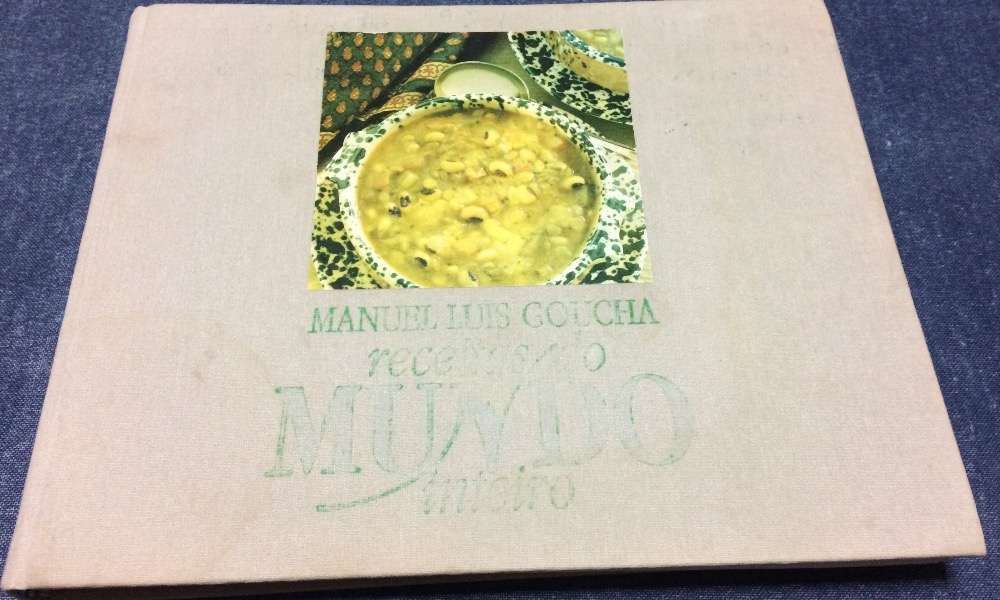 MANUEL LUIS GOUCHA
receitas do
MUNDO
inteiro